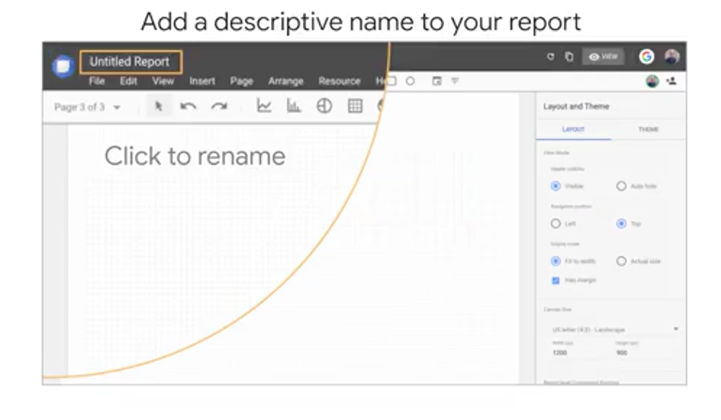 Add a descriptive name to your report
Untitled Report
VIEW
File Edit View Insert Page Arrange Resource
Page 3 of 3
Click to rename
Layout and Theme
LAYOUT THEME
View Mode
Header visibility
Visible Auto hide
Navigation position
Left Top
Display mode
Fit to width Actual size
Has margin
Canvas Size
US letter (4:3) - Landscape
Width (px) Height (px)
1200 900